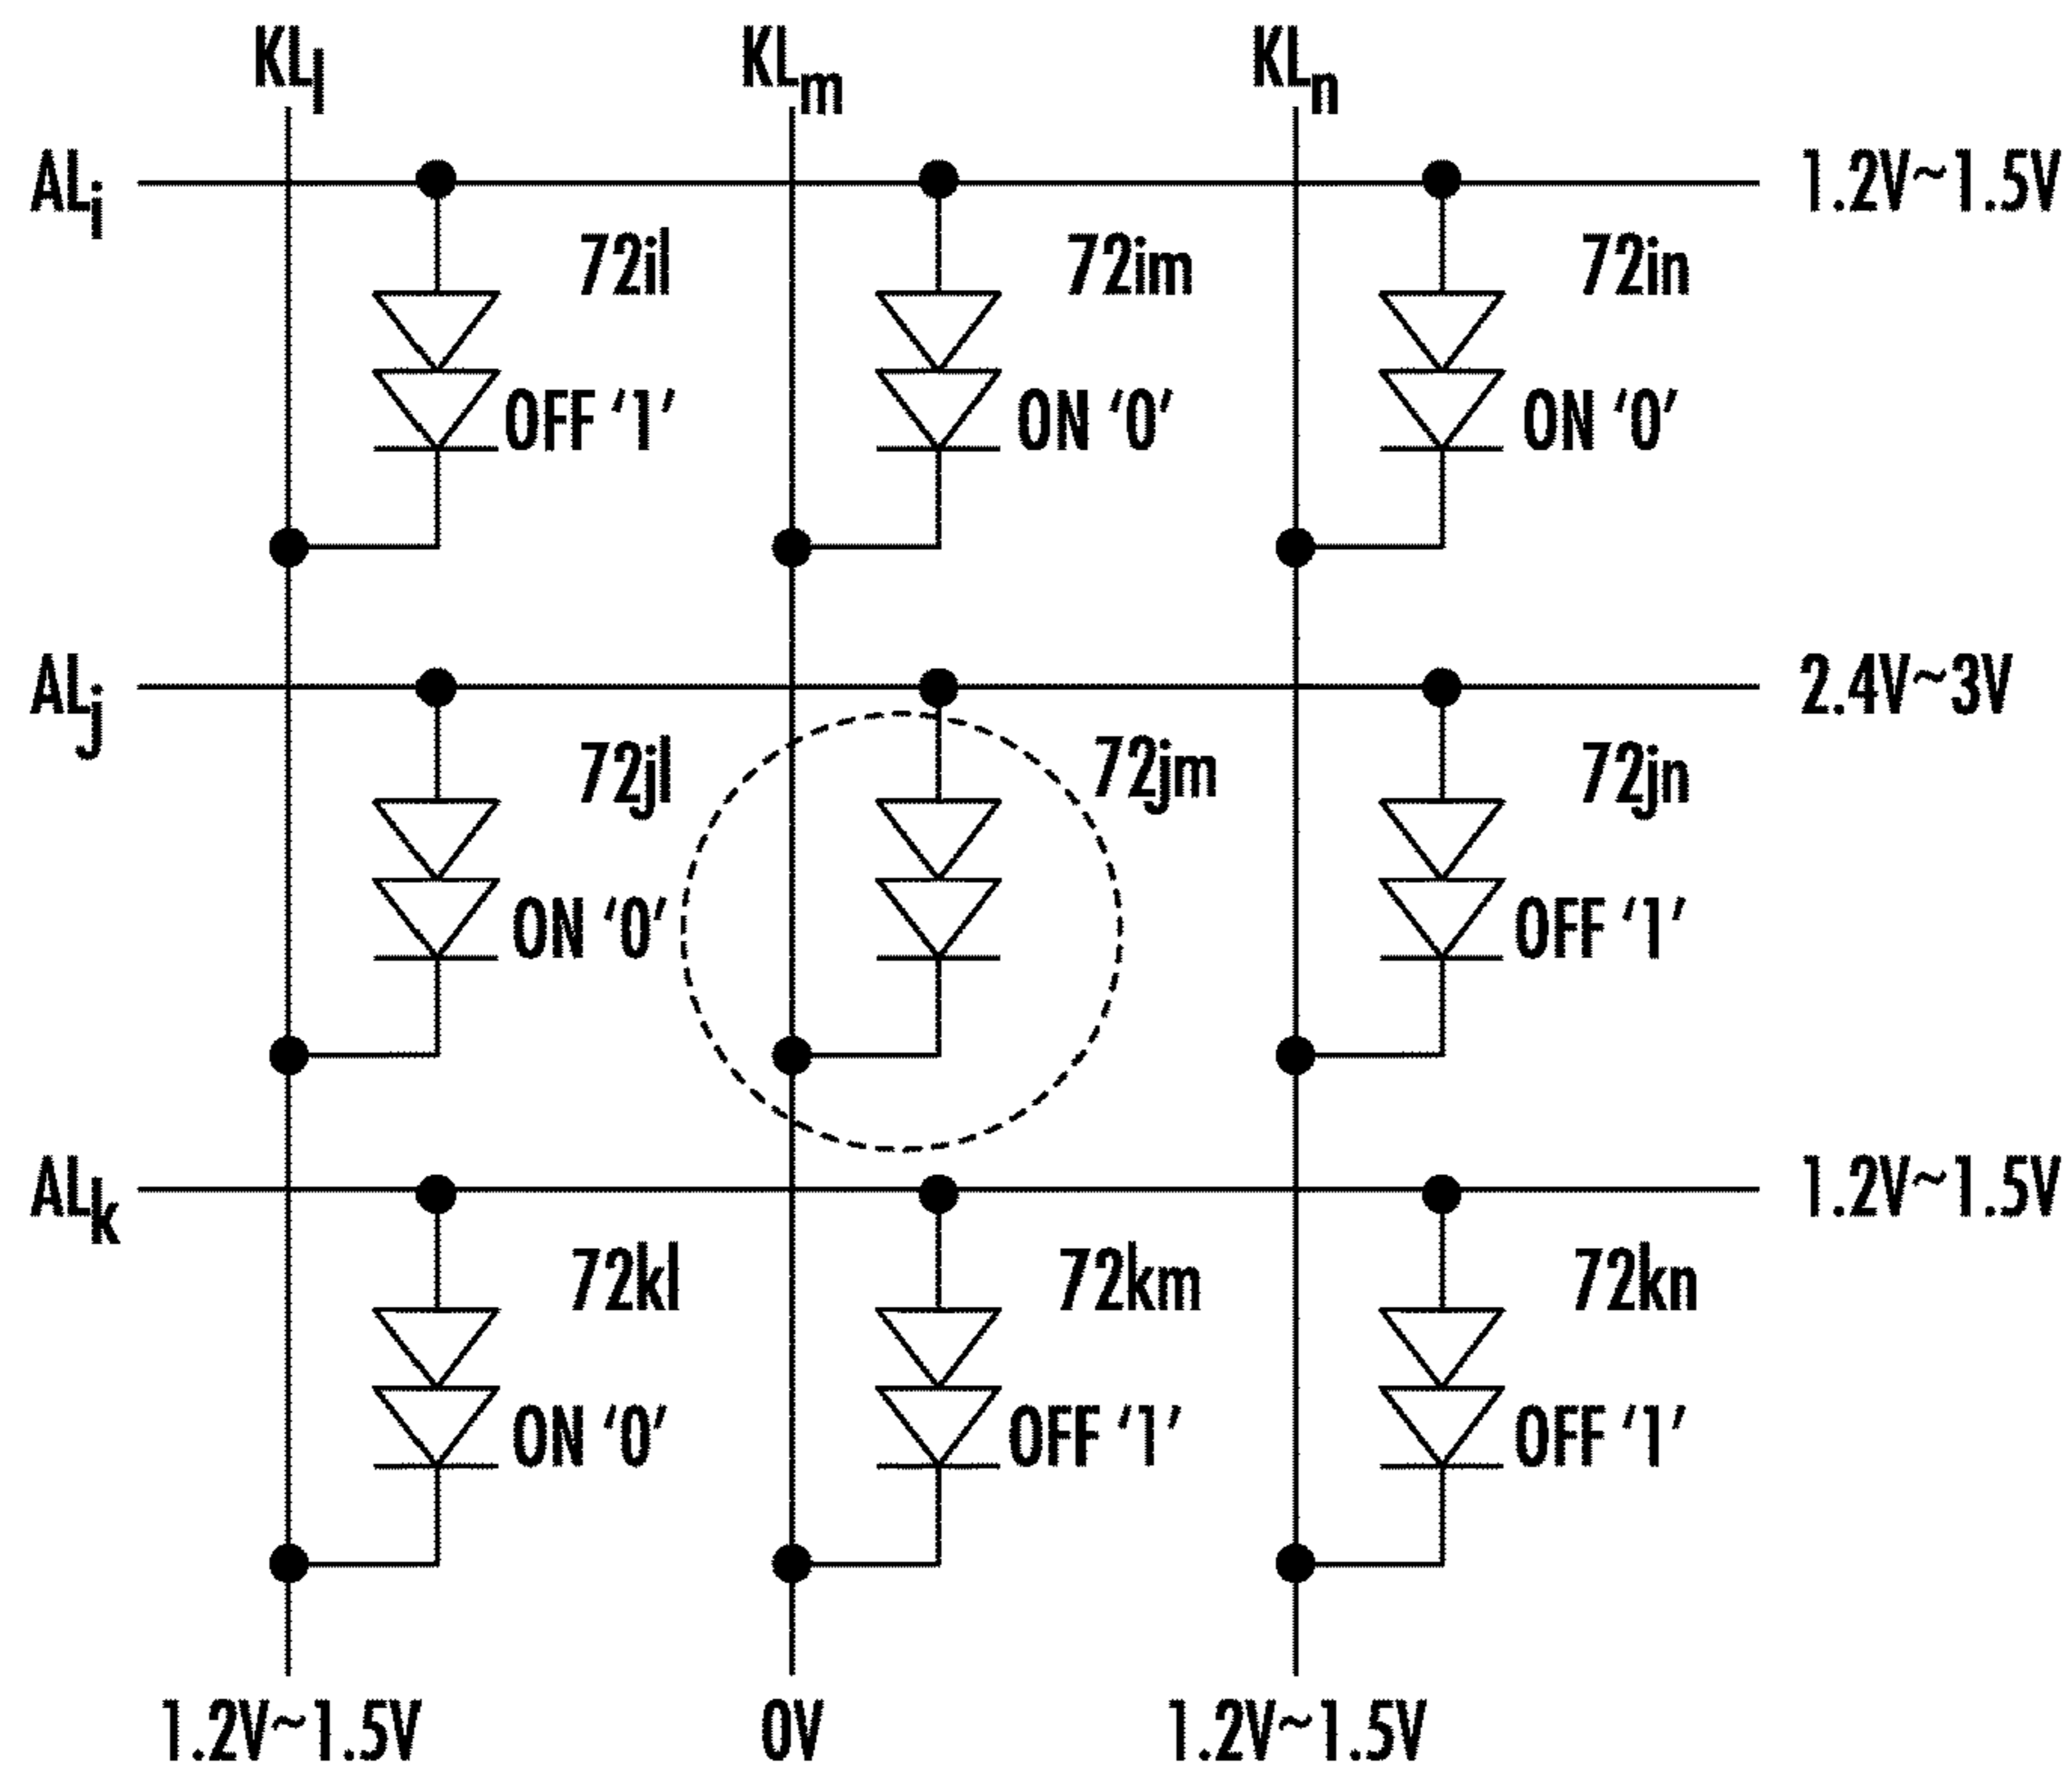 KLl KLm KLn
ALi 1.2V~1.5V
72il 72im 72in
OFF ‘1’ ON ‘0’ ON ‘0’
ALj 2.4V~3V
72jl 72jm 72jn
ON ‘0’ OFF ‘1’
ALk 1.2V~1.5V
72kl 72km 72kn
ON ‘0’ OFF ‘1’ OFF ‘1’
1.2V~1.5V 0V 1.2V~1.5V